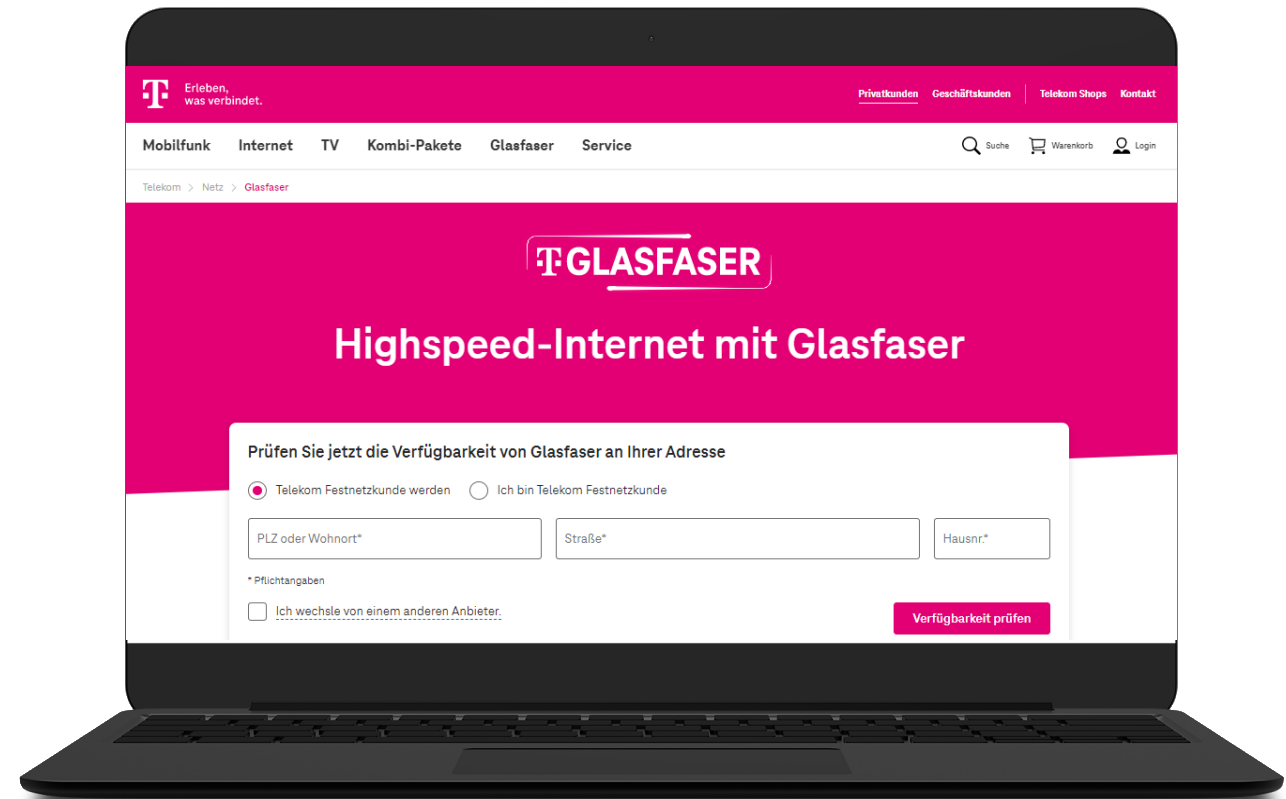 Erleben,
was verbindet.
Privatkunden Geschäftskunden Telekom Shops Kontakt
Mobilfunk Internet TV Kombi-Pakete Glasfaser Service Suche Warenkorb Login
Telekom > Netz > Glasfaser
T GLASFASER
Highspeed-Internet mit Glasfaser
Prüfen Sie jetzt die Verfügbarkeit von Glasfaser an Ihrer Adresse
Telekom Festnetzkunde werden Ich bin Telekom Festnetzkunde
PLZ oder Wohnort* Straße* Hausnr.*
* Pflichtangaben
Ich wechsle von einem anderen Anbieter.
Verfügbarkeit prüfen